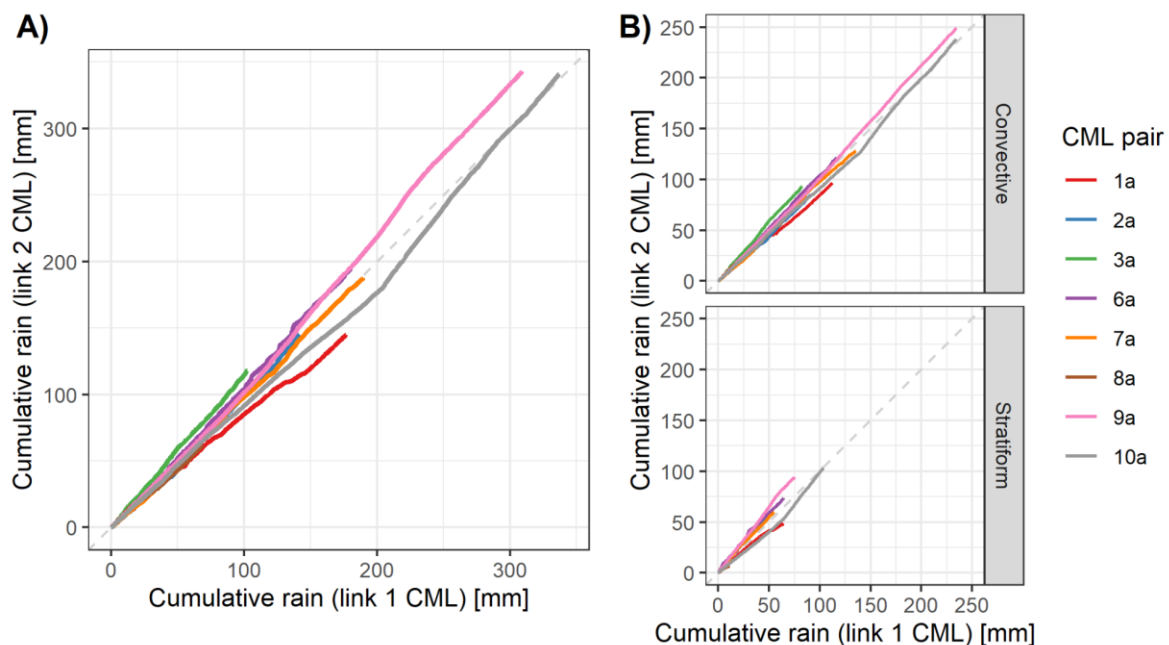 A)
Cumulative rain (link 2 CML) [mm]
300
200
100
0
0 100 200 300
Cumulative rain (link 1 CML) [mm]
B)
Cumulative rain (link 2 CML) [mm]
250
200
150
100
50
0
Convective
250
200
150
100
50
0
Stratiform
0 50 100 150 200 250
Cumulative rain (link 1 CML) [mm]
CML pair
1a
2a
3a
6a
7a
8a
9a
10a